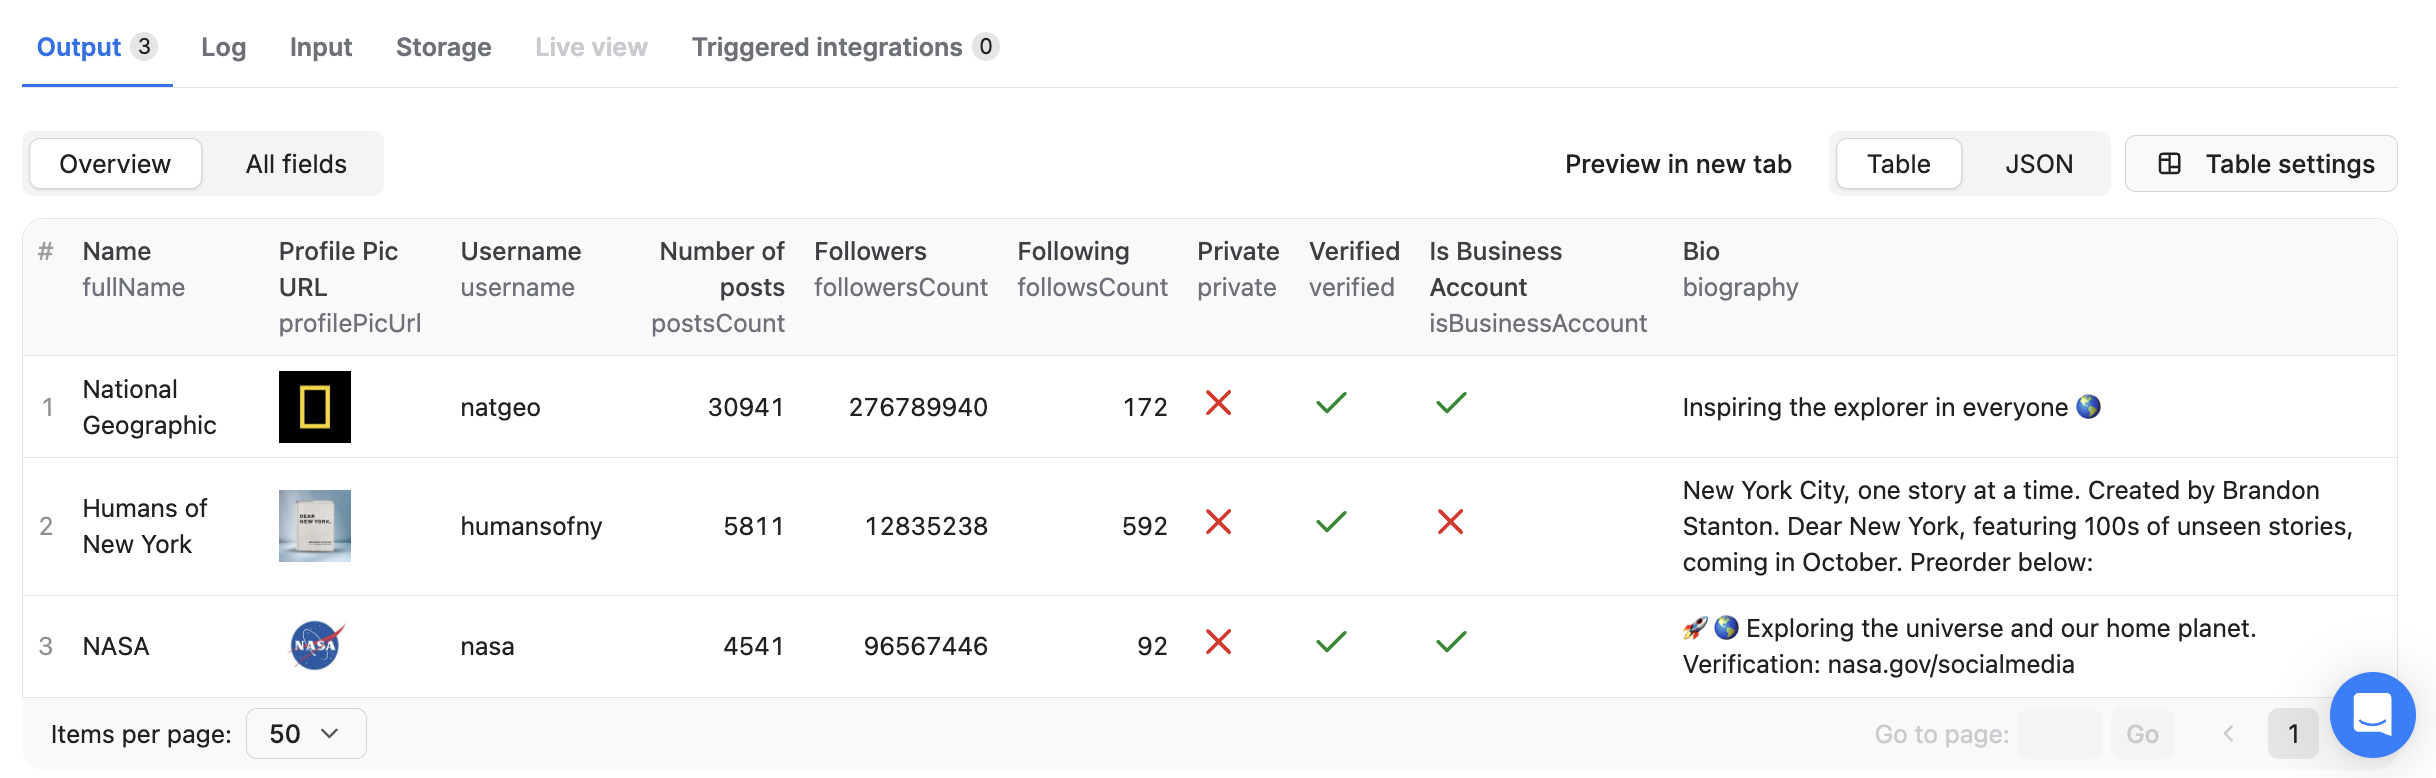 Output 3 Log Input Storage Live view Triggered integrations 0
Overview All fields Preview in new tab Table JSON Table settings
# Name Profile Pic Username Number of Followers Following Private Verified Is Business Bio
fullName URL username posts followersCount followsCount private verified Account biography
profilePicUrl postsCount isBusinessAccount
National
1 natgeo 30941 276789940 172 Inspiring the explorer in everyone 🌎
Geographic
New York City, one story at a time. Created by Brandon
Humans of
DEAR
NEW YORK.
2 humansofny 5811 12835238 592 Stanton. Dear New York, featuring 100s of unseen stories,
New York
coming in October. Preorder below:
🚀 🌎 Exploring the universe and our home planet.
3 NASA NASA nasa 4541 96567446 92
Verification: nasa.gov/socialmedia
Items per page: 50 Go to page: Go 1